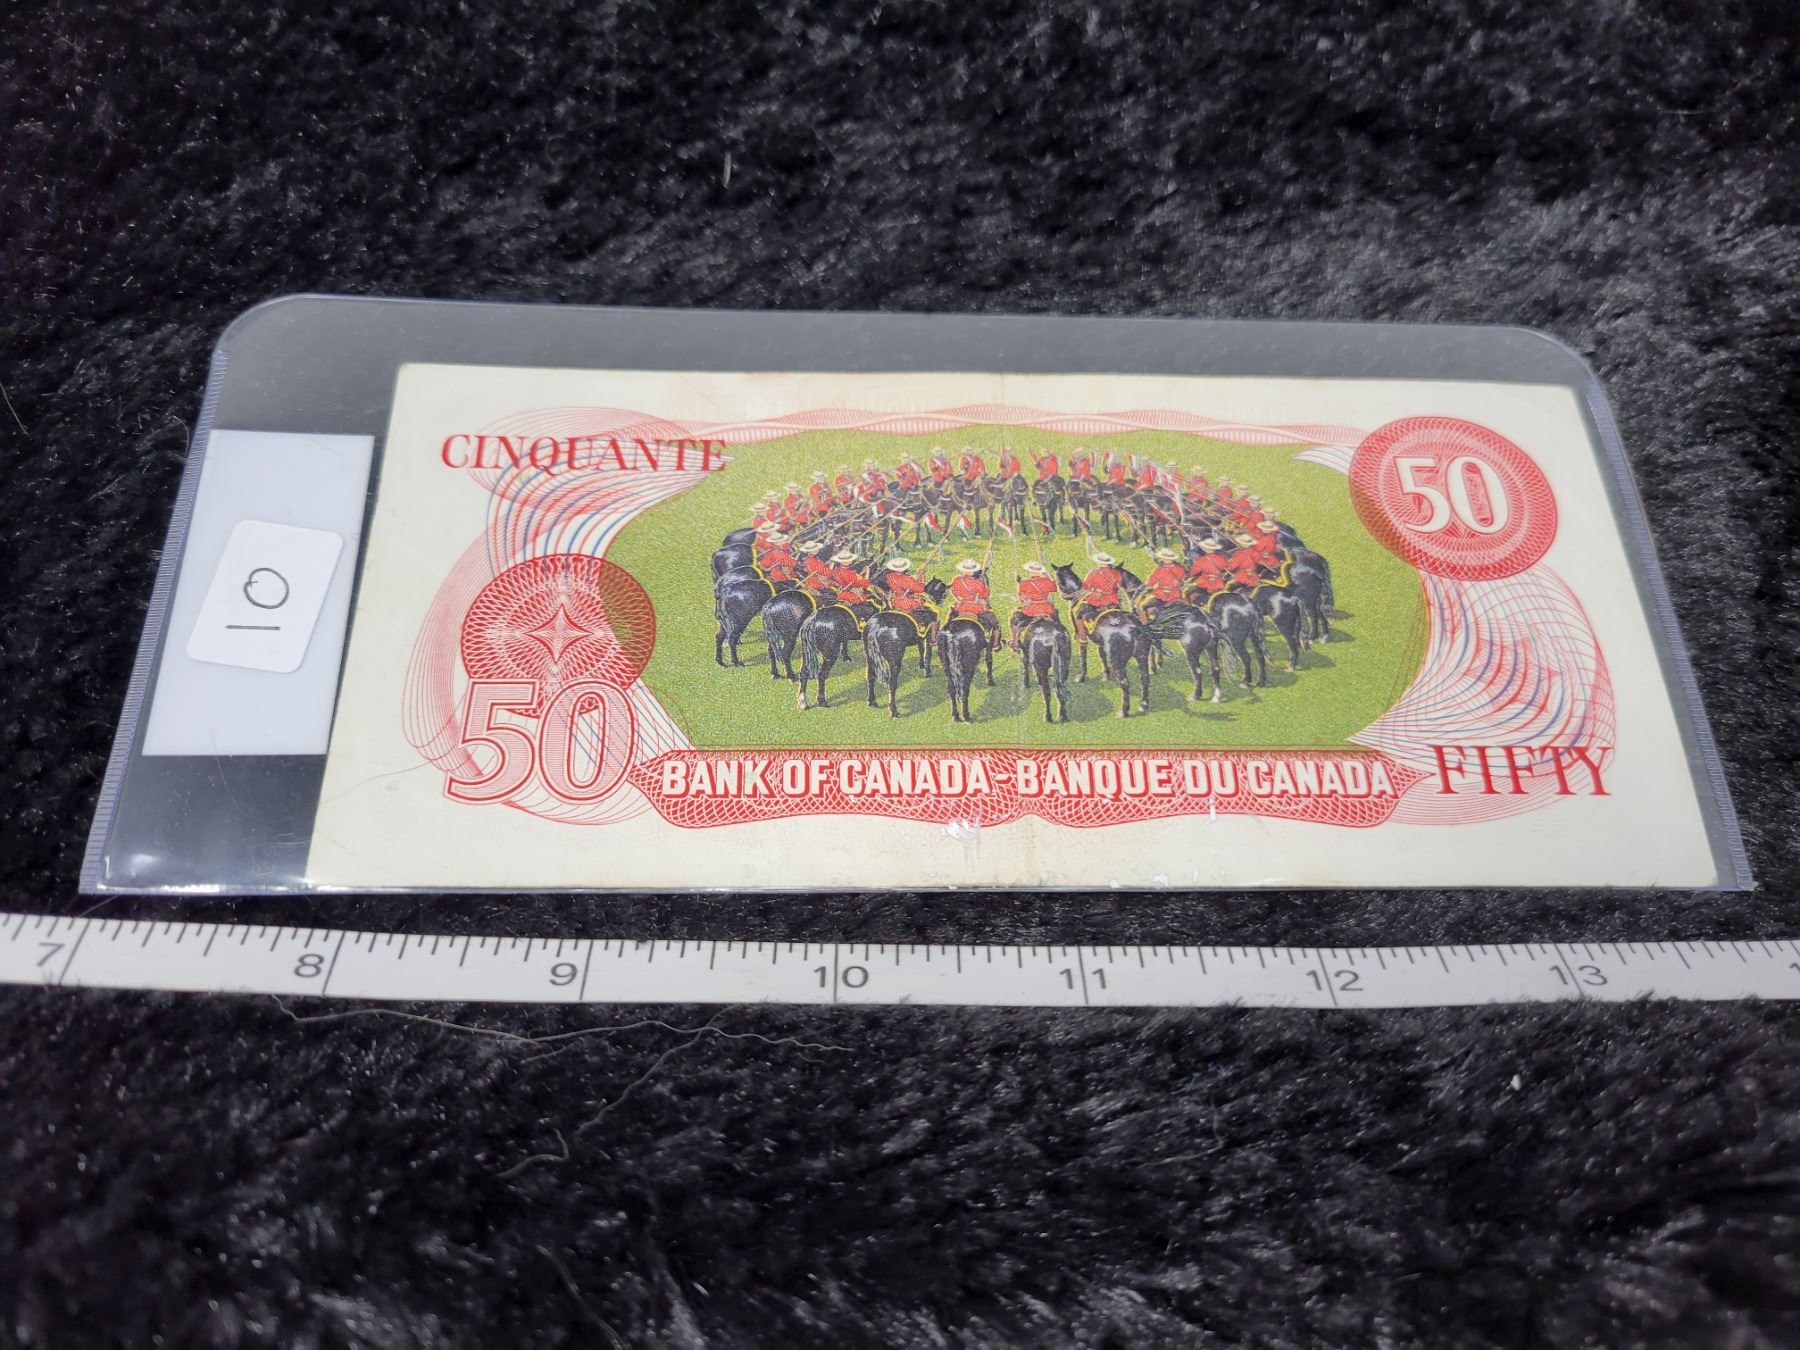 CINQUANTE
50
10
50
BANK OF CANADA-BANQUE DU CANADA
FIFTY
7 8 9 10 11 12 13